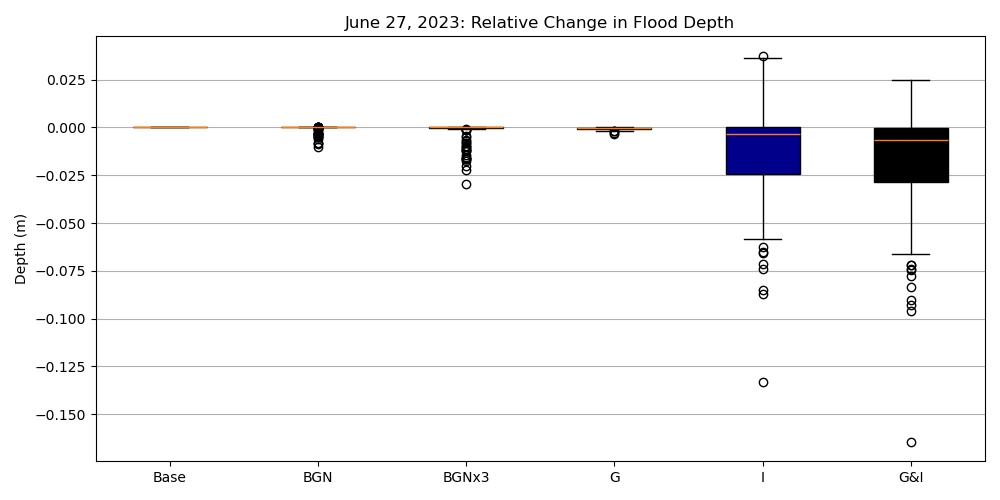 June 27, 2023: Relative Change in Flood Depth
Depth (m)
0.025
0.000
−0.025
−0.050
−0.075
−0.100
−0.125
−0.150
Base BGN BGNx3 G I G&I